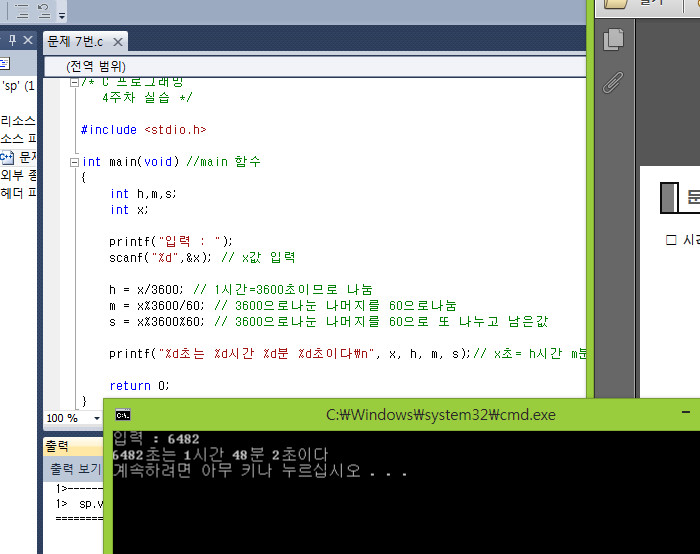 문제 7번.c
(전역 범위)
/* C 프로그래밍
4주차 실습 */
#include <stdio.h>
int main(void) //main 함수
{
int h,m,s;
int x;
printf("입력 : ");
scanf("%d",&x); // x값 입력
h = x/3600; // 1시간=3600초이므로 나눔
m = x%3600/60; // 3600으로나눈 나머지를 60으로나눔
s = x%3600%60; // 3600으로나눈 나머지를 60으로 또 나누고 남은값
printf("%d초는 %d시간 %d분 %d초이다₩n", x, h, m, s);// x초= h시간 m분
return 0;
}
100 %
'sp' (1
리소스
소스 파
문제
외부 종
헤더 파
출력
출력 보기
1>------
1> sp.v
=========
C:₩Windows₩system32₩cmd.exe
입력 : 6482
6482초는 1시간 48분 2초이다
계속하려면 아무 키나 누르십시오 . . .
□ 시간